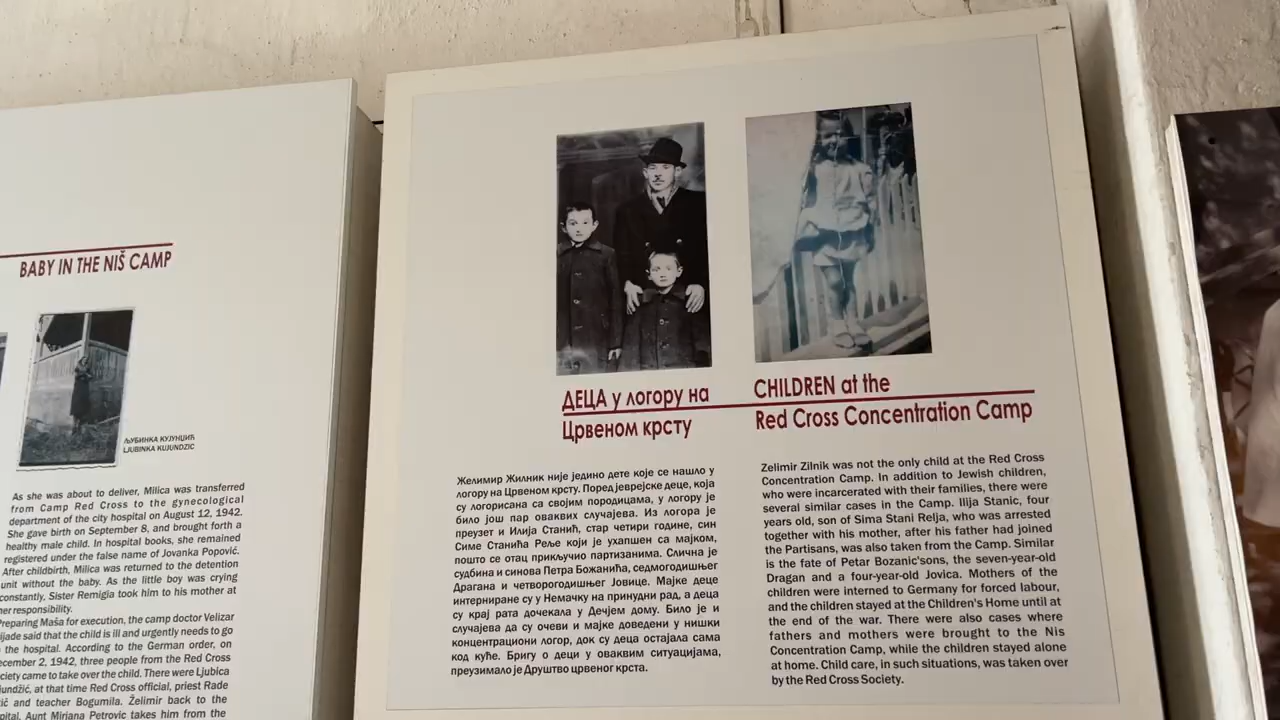 BABY IN THE NIŠ CAMP
ЉУБИНКА КУЈУНЏИЋ
LJUBINKA KUJUNDZIC
As she was about to deliver, Milica was transferred
from Camp Red Cross to the gynecological
department of the city hospital on August 12, 1942.
She gave birth on September 8, and brought forth a
healthy male child. In hospital books, she remained
registered under the false name of Jovanka Popović.
After childbirth, Milica was returned to the detention
unit without the baby. As the little boy was crying
constantly, Sister Remigia took him to his mother at
her responsibility.
Preparing Maša for execution, the camp doctor Velizar
said that the child is ill and urgently needs to go
the hospital. According to the German order, on
December 2, 1942, three people from the Red Cross
came to take over the child. There were Ljubica
at that time Red Cross official, priest Rade
and teacher Bogumila. Želimir back to the
Aunt Mirjana Petrovic takes him from the
ДЕЦА у логору на
Црвеном крсту
Желимир Жилник није једино дете које се нашло у
логору на Црвеном крсту. Поред јеврејске деце, која
су логорисана са својим породицама, у логору је
било још пар оваквих случајева. Из логора је
преузет и Илија Станић, стар четири године, син
Симе Станића Реље који је ухапшен са мајком,
пошто се отац прикључио партизанима. Слична је
судбина и синова Петра Божанића, седмогодишњег
Драгана и четворогодишњег Јовице. Мајке деце
интерниране су у Немачку на принудни рад, а деца
су крај рата дочекала у Дечјем дому. Било је и
случајева да су очеви и мајке доведени у нишки
концентрациони логор, док су деца остајала сама
код куће. Бригу о деци у оваквим ситуацијама,
преузимало је Друштво црвеног крста.
CHILDREN at the
Red Cross Concentration Camp
Zelimir Zilnik was not the only child at the Red Cross
Concentration Camp. In addition to Jewish children,
who were incarcerated with their families, there were
several similar cases in the Camp. Ilija Stanic, four
years old, son of Sima Stani Relja, who was arrested
together with his mother, after his father had joined
the Partisans, was also taken from the Camp. Similar
is the fate of Petar Bozanic'sons, the seven-year-old
Dragan and a four-year-old Jovica. Mothers of the
children were interned to Germany for forced labour,
and the children stayed at the Children's Home until at
the end of the war. There were also cases where
fathers and mothers were brought to the Nis
Concentration Camp, while the children stayed alone
at home. Child care, in such situations, was taken over
by the Red Cross Society.